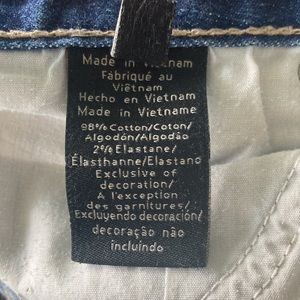 Made in Vietnam
Fabriqué au
Viêtnam
Hecho en Vietnam
Made in Vietname
98% Cotton/Coton/
Algodón/Algodão
2% Elastane/
Élasthanne/Elastano
Exclusive of
decoration/
A l'exception
des garnitures/
Excluyendo decoración/
decoração não
incluindo